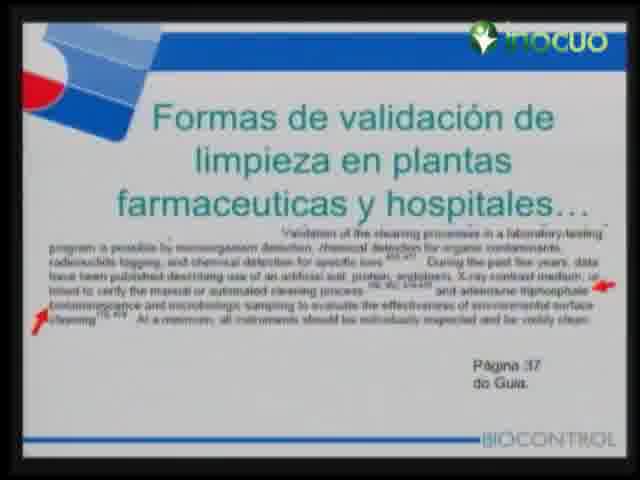 inocuo
Formas de validación de
limpieza en plantas
farmaceuticas y hospitales…
Validation of the cleaning processes in a laboratory-testing
program is possible by microorganism detection, chemical detection for organic contaminants,
radionuclide tagging, and chemical detection for specific ions During the past few years, data
have been published describing use of an artificial soil, protein, endotoxin, X-ray contrast medium, or
blood to verify the manual or automated cleaning process and adenosine triphosphate
bioluminescence and microbiologic sampling to evaluate the effectiveness of environmental surface
cleaning At a minimum, all instruments should be individually inspected and be visibly clean.
Página 37
do Guia.
BIOCONTROL